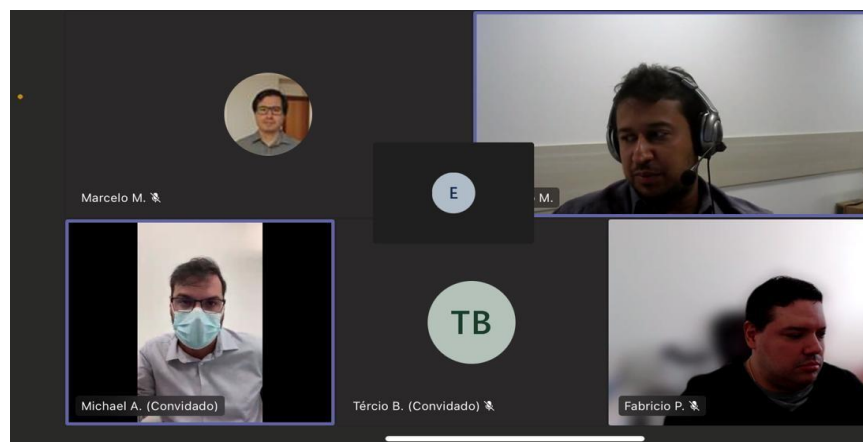 Marcelo M.
E
M.
TB
Michael A. (Convidado)
Tércio B. (Convidado)
Fabricio P.